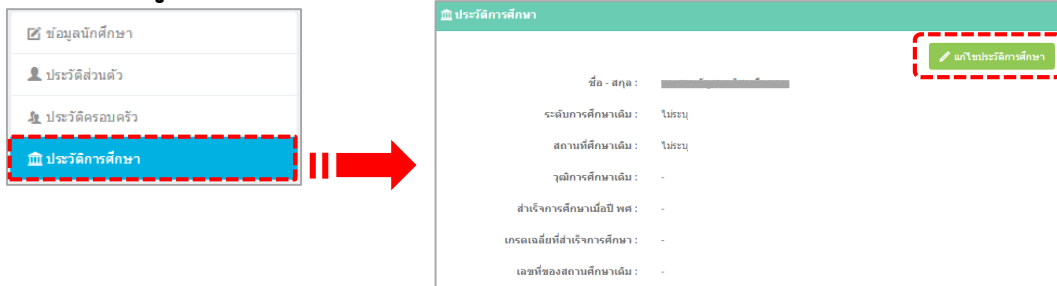 ข้อมูลนักศึกษา
ประวัติส่วนตัว
ประวัติครอบครัว
ประวัติการศึกษา
ประวัติการศึกษา
แก้ไขประวัติการศึกษา
ชื่อ - สกุล :
ระดับการศึกษาเดิม : ไม่ระบุ
สถานที่ศึกษาเดิม : ไม่ระบุ
วุฒิการศึกษาเดิม : -
สำเร็จการศึกษาเมื่อปี พศ : -
เกรดเฉลี่ยที่สำเร็จการศึกษา : -
เลขที่ของสถานศึกษาเดิม : -